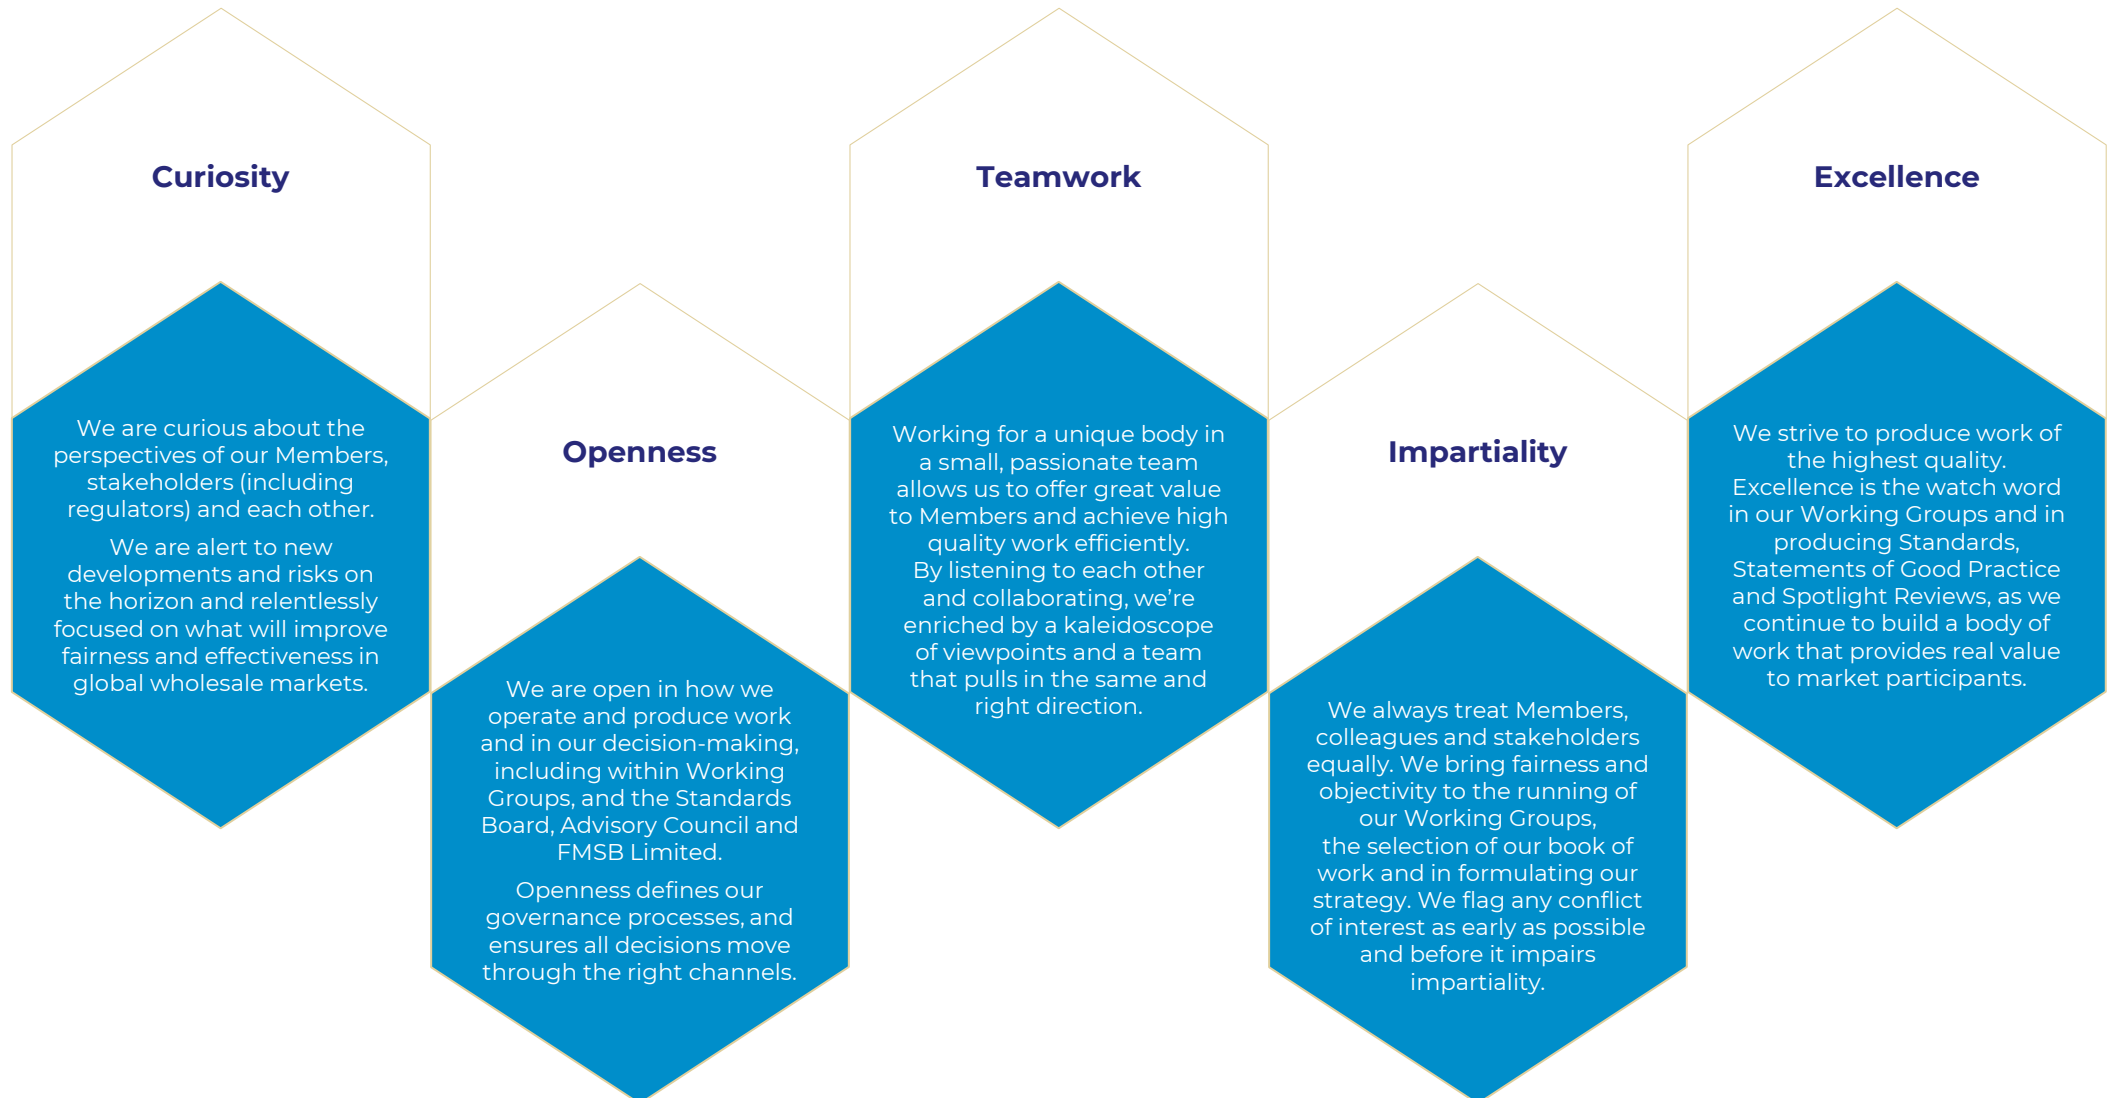 Curiosity
We are curious about the
perspectives of our Members,
stakeholders (including
regulators) and each other.
We are alert to new
developments and risks on
the horizon and relentlessly
focused on what will improve
fairness and effectiveness in
global wholesale markets.
Openness
We are open in how we
operate and produce work
and in our decision-making,
including within Working
Groups, and the Standards
Board, Advisory Council and
FMSB Limited.
Openness defines our
governance processes, and
ensures all decisions move
through the right channels.
Teamwork
Working for a unique body in
a small, passionate team
allows us to offer great value
to Members and achieve high
quality work efficiently.
By listening to each other
and collaborating, we’re
enriched by a kaleidoscope
of viewpoints and a team
that pulls in the same and
right direction.
Impartiality
We always treat Members,
colleagues and stakeholders
equally. We bring fairness and
objectivity to the running of
our Working Groups,
the selection of our book of
work and in formulating our
strategy. We flag any conflict
of interest as early as possible
and before it impairs
impartiality.
Excellence
We strive to produce work of
the highest quality.
Excellence is the watch word
in our Working Groups and in
producing Standards,
Statements of Good Practice
and Spotlight Reviews, as we
continue to build a body of
work that provides real value
to market participants.